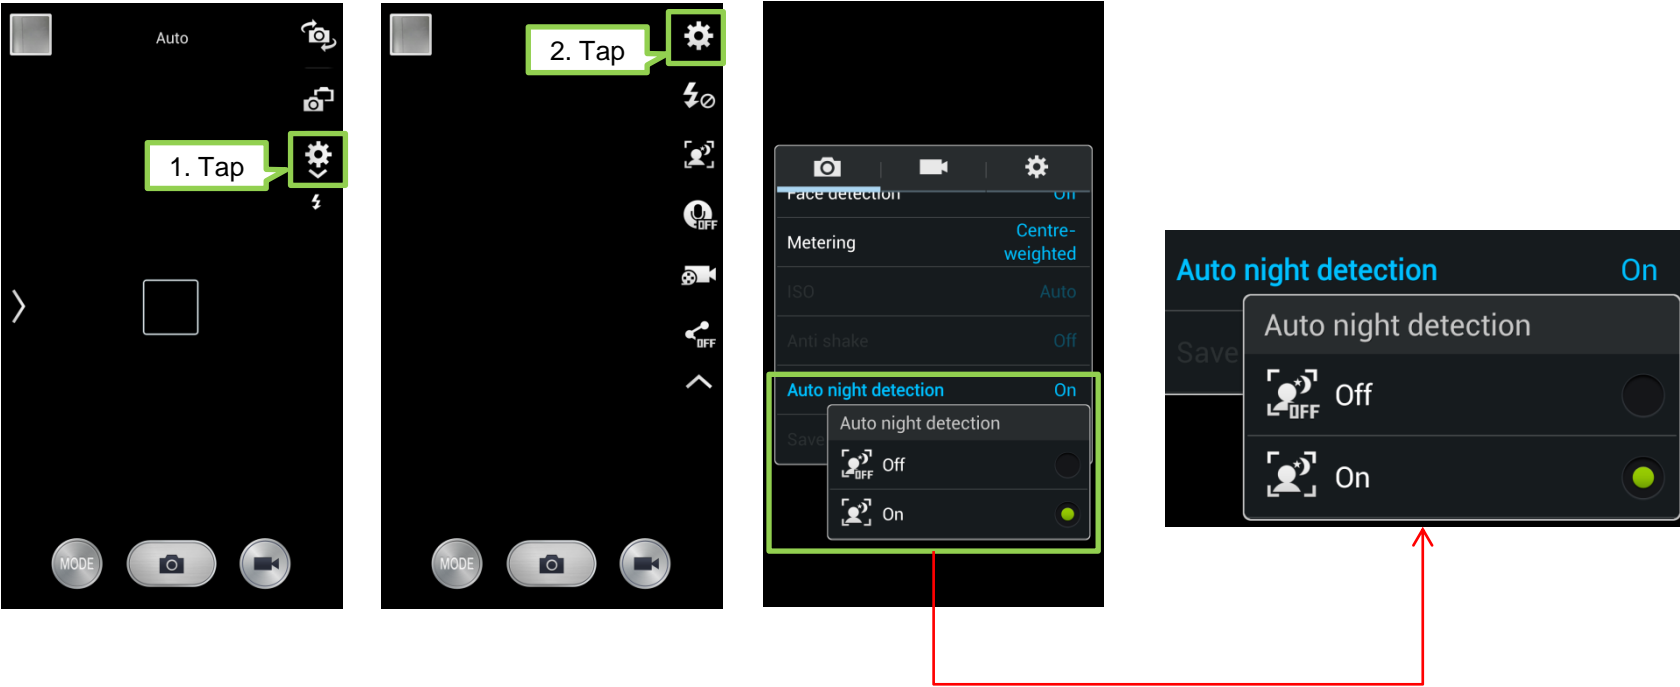 Auto
1. Tap
MODE
2. Tap
OFF
OFF
MODE
Face detection On
Metering Centre-
weighted
ISO Auto
Anti shake Off
Auto night detection On
Save
Auto night detection
OFF Off
On
Auto night detection On
Save
Auto night detection
OFF Off
On